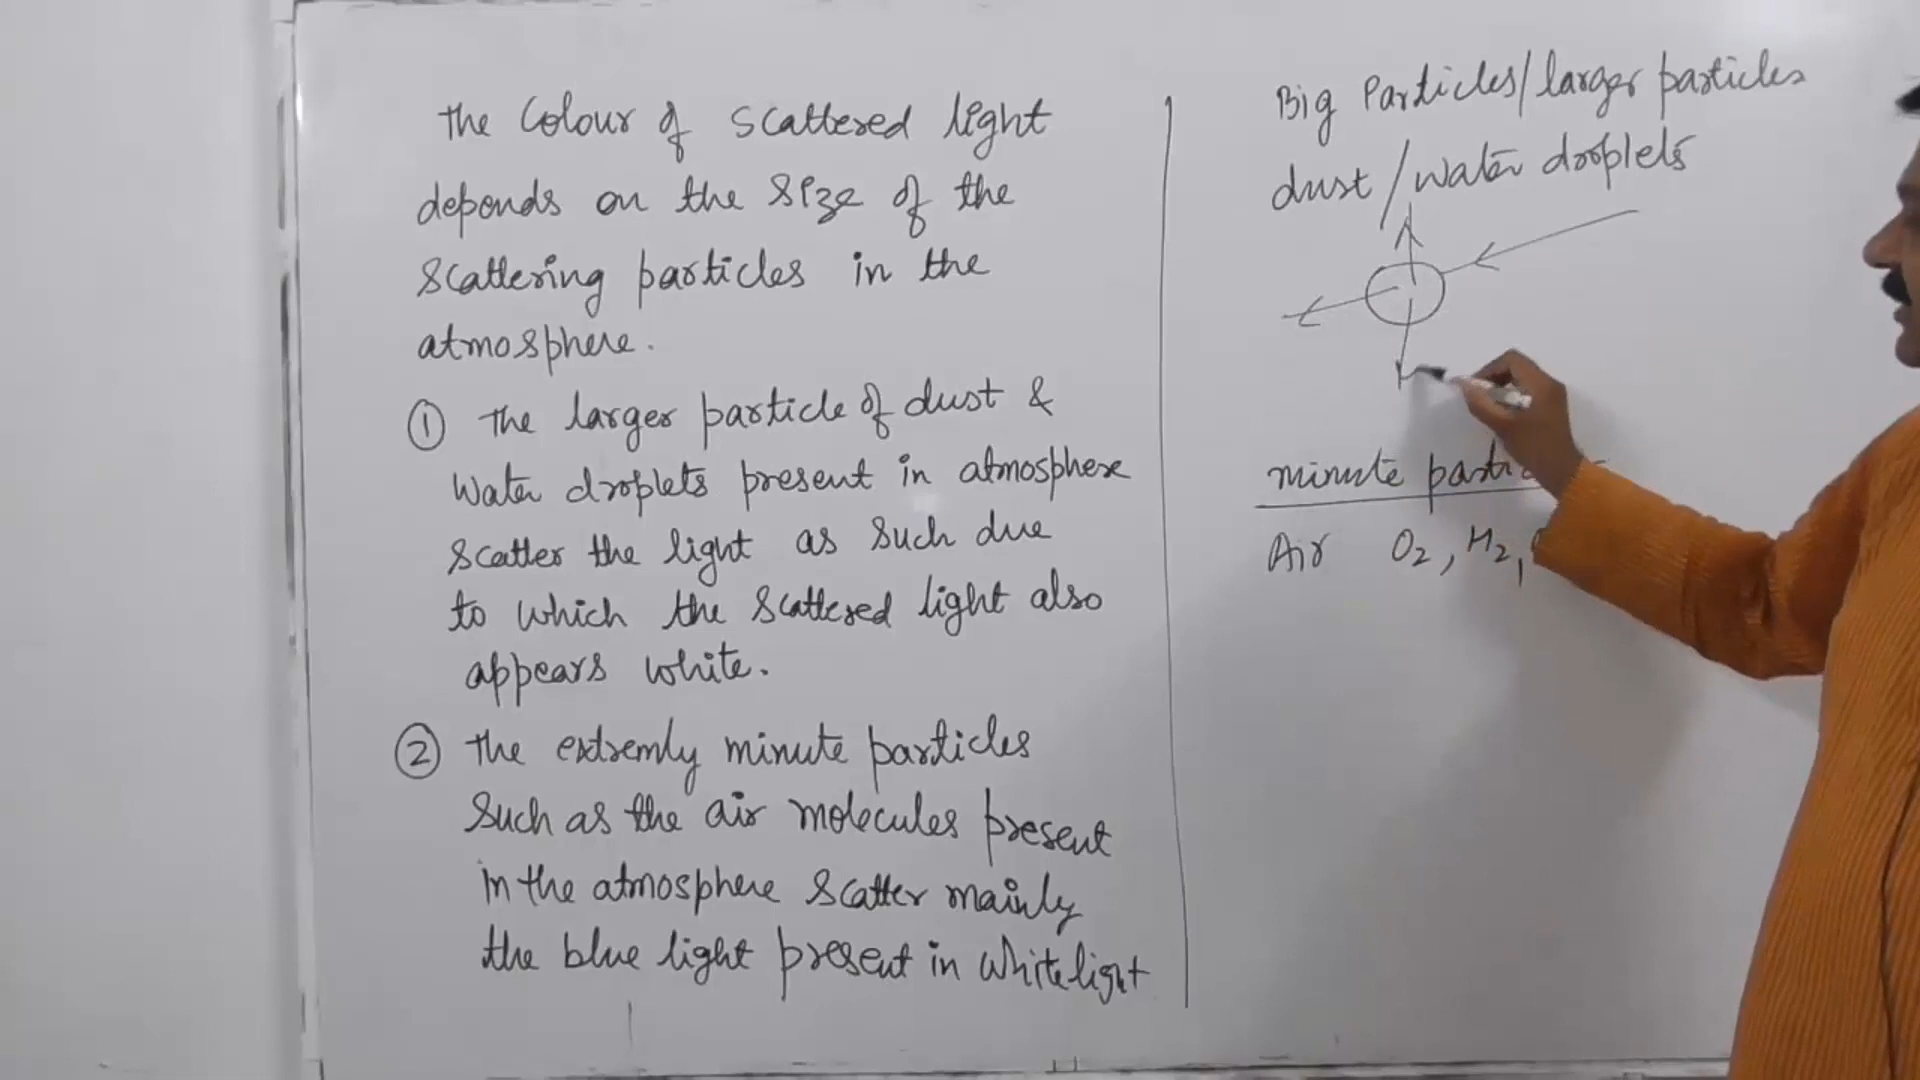 the Colour of scattered light
depends on the size of the
scattering particles in the
atmosphere.
① the larger particle of dust &
Water droplets present in atmosphere
scatter the light as such due
to which the scattered light also
appears white.
② the extremly minute particles
such as the air molecules present
in the atmosphere scatter mainly
the blue light present in white light
Big Particles/larger particles
dust/water droplets
minute
Air O2, H2,